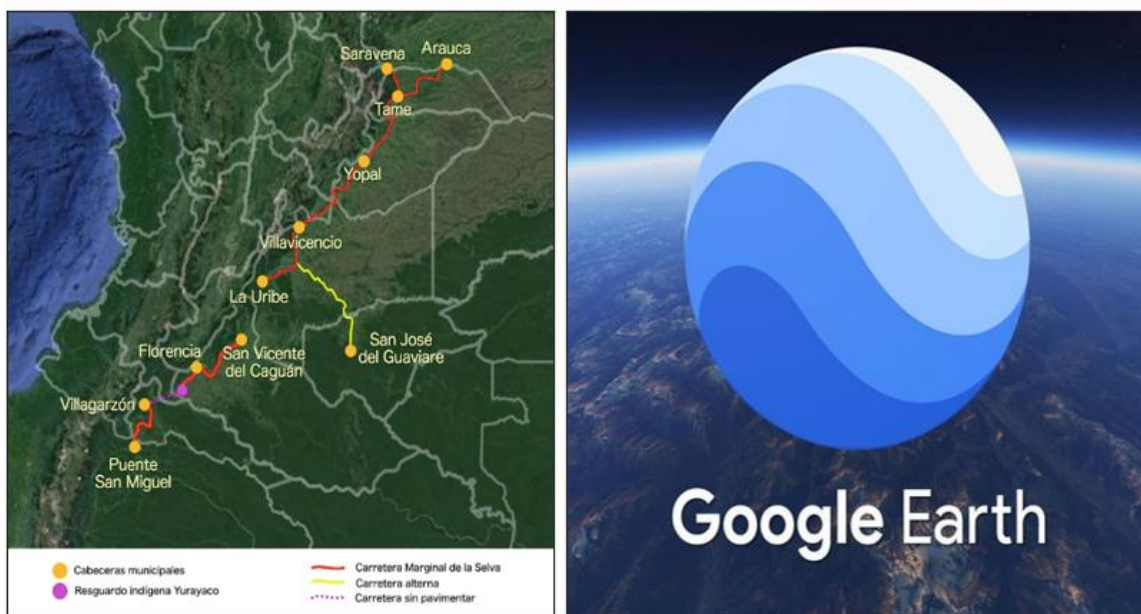 Arauca
Saravena
Tame
Yopal
Villavicencio
La Uribe
San José
del Guaviare
Florencia
San Vicente
del Caguán
Villagarzón
Puente
San Miguel
Cabeceras municipales
Resguardo indígena Yurayaco
Carretera Marginal de la Selva
Carretera alterna
Carretera sin pavimentar
Google Earth